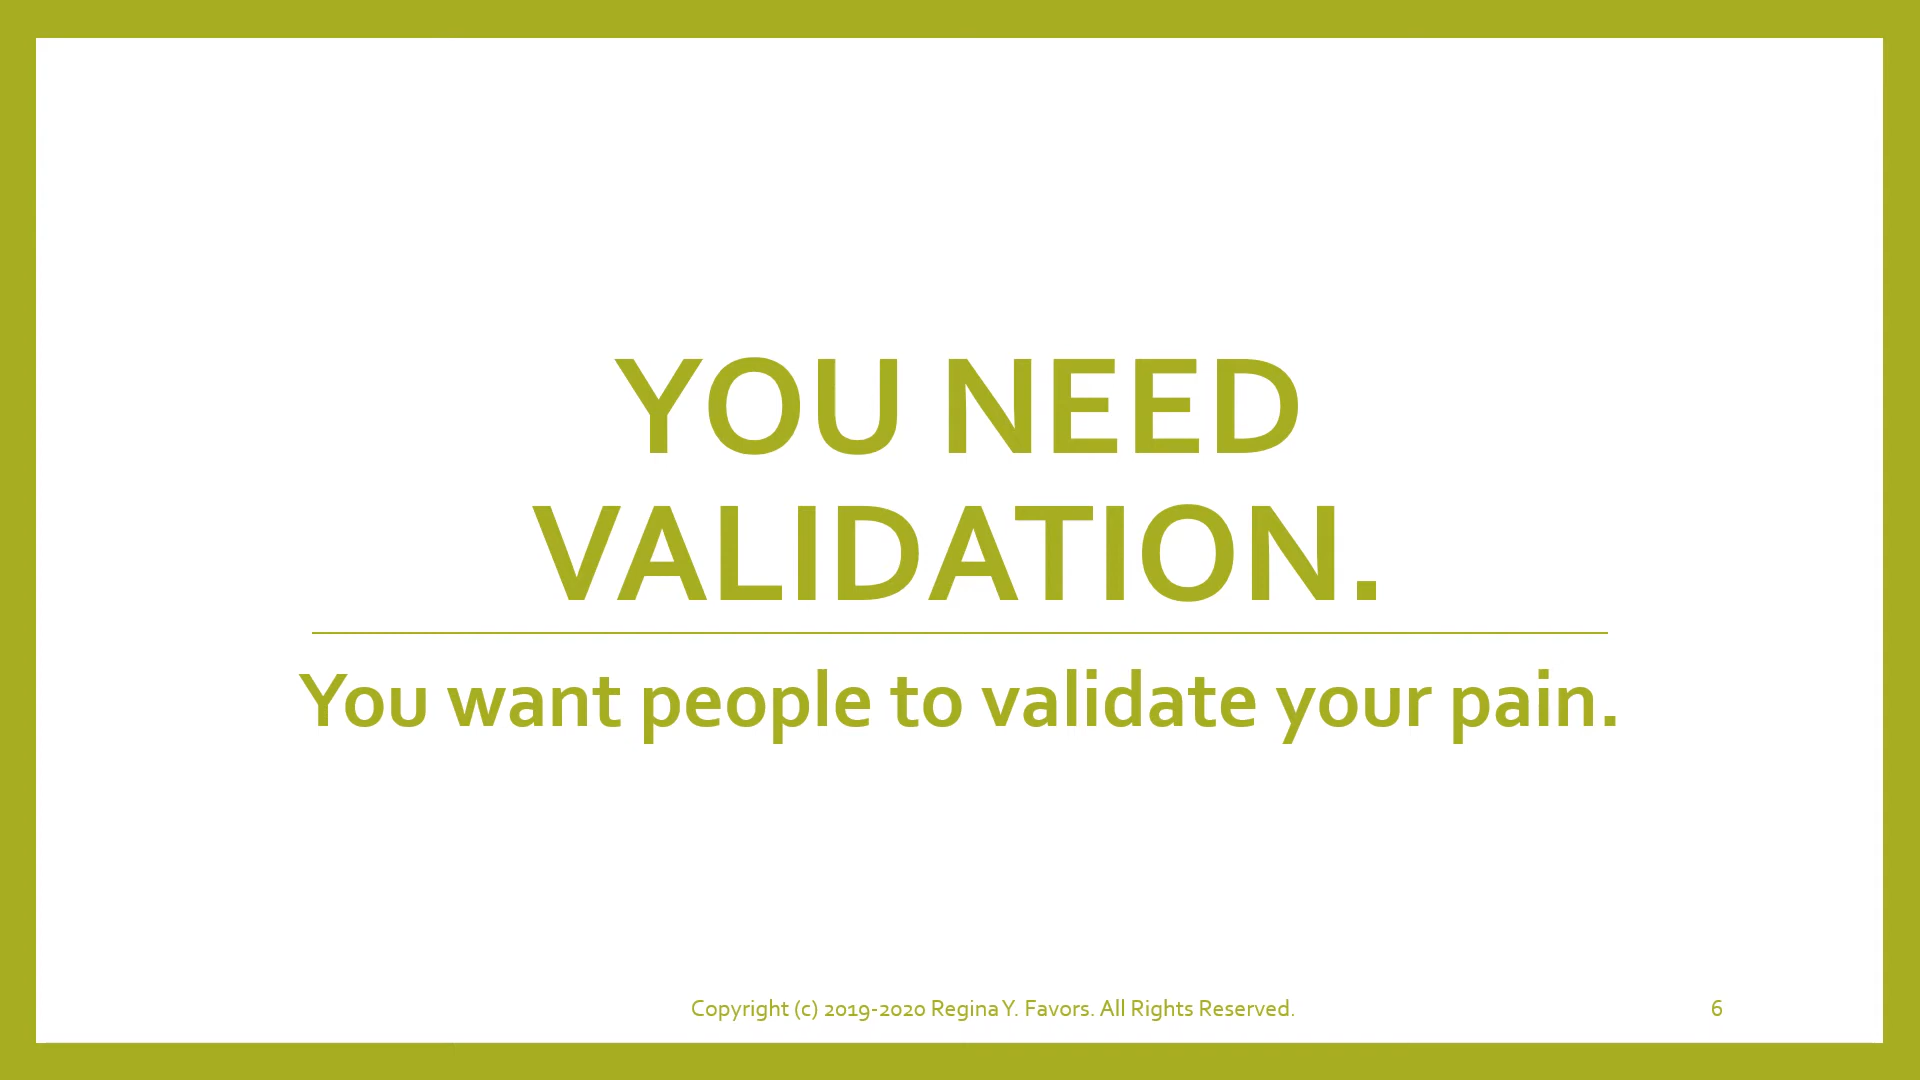 YOU NEED
VALIDATION.
You want people to validate your pain.
Copyright (c) 2019-2020 Regina Y. Favors. All Rights Reserved.
6